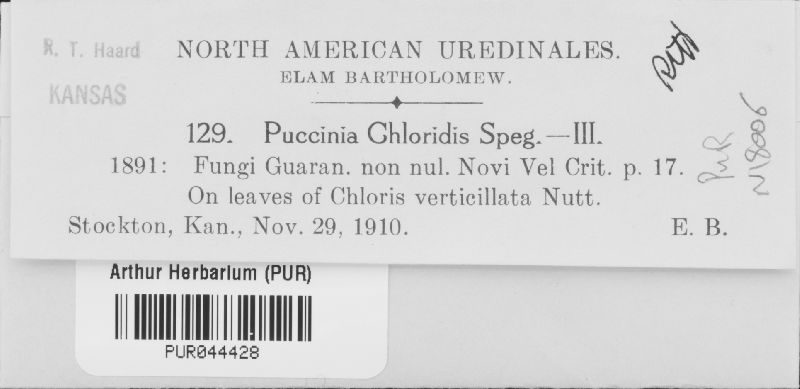 R. T. Haard
KANSAS
NORTH AMERICAN UREDINALES.
ELAM BARTHOLOMEW.
129. Puccinia Chloridis Speg.—III.
1891: Fungi Guaran. non nul. Novi Vel Crit. p. 17.
On leaves of Chloris verticillata Nutt.
Stockton, Kan., Nov. 29, 1910. E. B.
PUR
N18006
Arthur Herbarium (PUR)
PUR044428